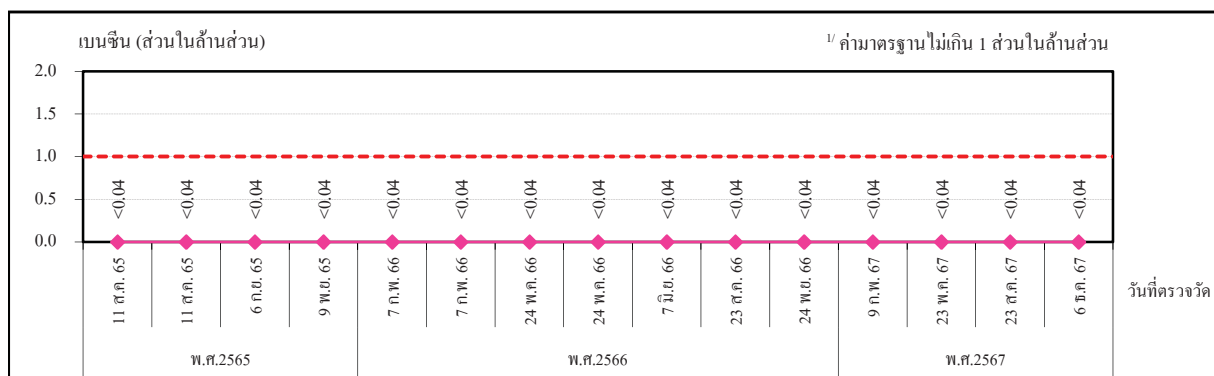 เบนซีน (ส่วนในล้านส่วน)
1/ ค่ามาตรฐานไม่เกิน 1 ส่วนในล้านส่วน
2.0
1.5
1.0
0.5
0.0
<0.04 <0.04 <0.04 <0.04 <0.04 <0.04 <0.04 <0.04 <0.04 <0.04 <0.04 <0.04 <0.04 <0.04 <0.04
11 ส.ค. 65
11 ส.ค. 65
6 ก.ย. 65
9 พ.ย. 65
7 ก.พ. 66
7 ก.พ. 66
24 พ.ค. 66
24 พ.ค. 66
7 มิ.ย. 66
23 ส.ค. 66
24 พ.ย. 66
9 ก.พ. 67
23 พ.ค. 67
23 ส.ค. 67
6 ธ.ค. 67
วันที่ตรวจวัด
พ.ศ.2565 พ.ศ.2566 พ.ศ.2567